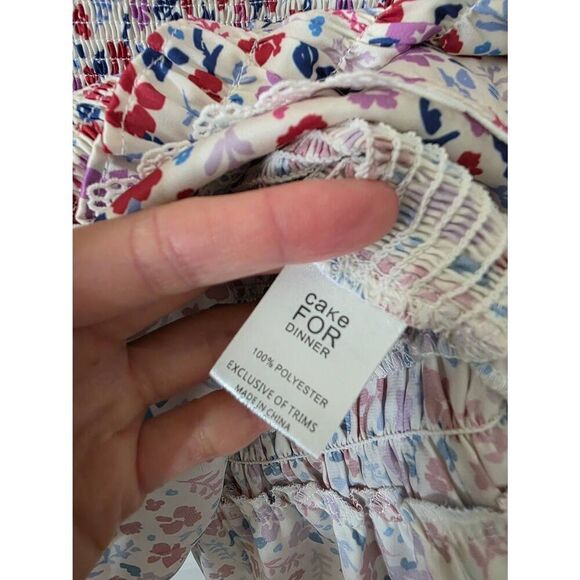 cake
FOR
DINNER
100% POLYESTER
EXCLUSIVE OF TRIMS
MADE IN CHINA